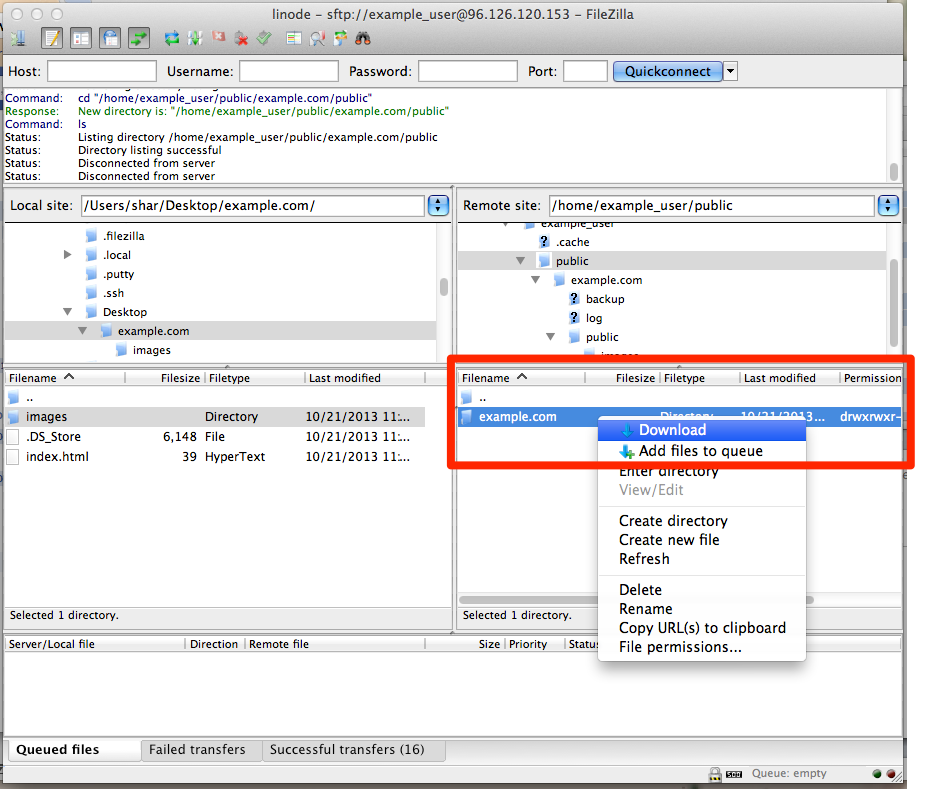 linode – sftp://example_user@96.126.120.153 – FileZilla
Host: Username: Password: Port: Quickconnect
Command: cd "/home/example_user/public/example.com/public"
Response: New directory is: "/home/example_user/public/example.com/public"
Command: ls
Status: Listing directory /home/example_user/public/example.com/public
Status: Directory listing successful
Status: Disconnected from server
Status: Disconnected from server
Local site: /Users/shar/Desktop/example.com/
.filezilla
.local
.putty
.ssh
Desktop
example.com
images
Remote site: /home/example_user/public
example_user
? .cache
public
example.com
? backup
? log
public
images
Filename Filesize Filetype Last modified
..
images Directory 10/21/2013 11:...
.DS_Store 6,148 File 10/21/2013 11:...
index.html 39 HyperText 10/21/2013 11:...
Selected 1 directory.
Filename Filesize Filetype Last modified Permission
..
example.com Directory 10/21/2013... drwxrwxr-
Download
Add files to queue
Enter directory
View/Edit
Create directory
Create new file
Refresh
Delete
Rename
Copy URL(s) to clipboard
File permissions...
Selected 1 directory.
Server/Local file Direction Remote file Size Priority Status
Queued files Failed transfers Successful transfers (16)
Queue: empty